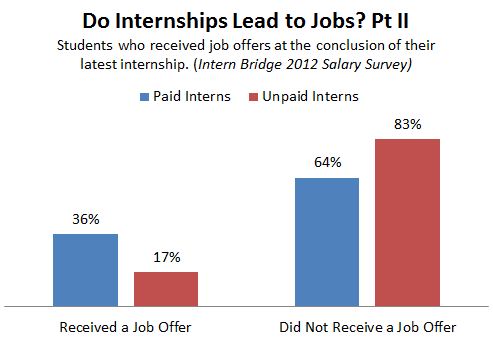 Do Internships Lead to Jobs? Pt II
Students who received job offers at the conclusion of their
latest internship. (Intern Bridge 2012 Salary Survey)
Paid Interns Unpaid Interns
83%
64%
36%
17%
Received a Job Offer Did Not Receive a Job Offer